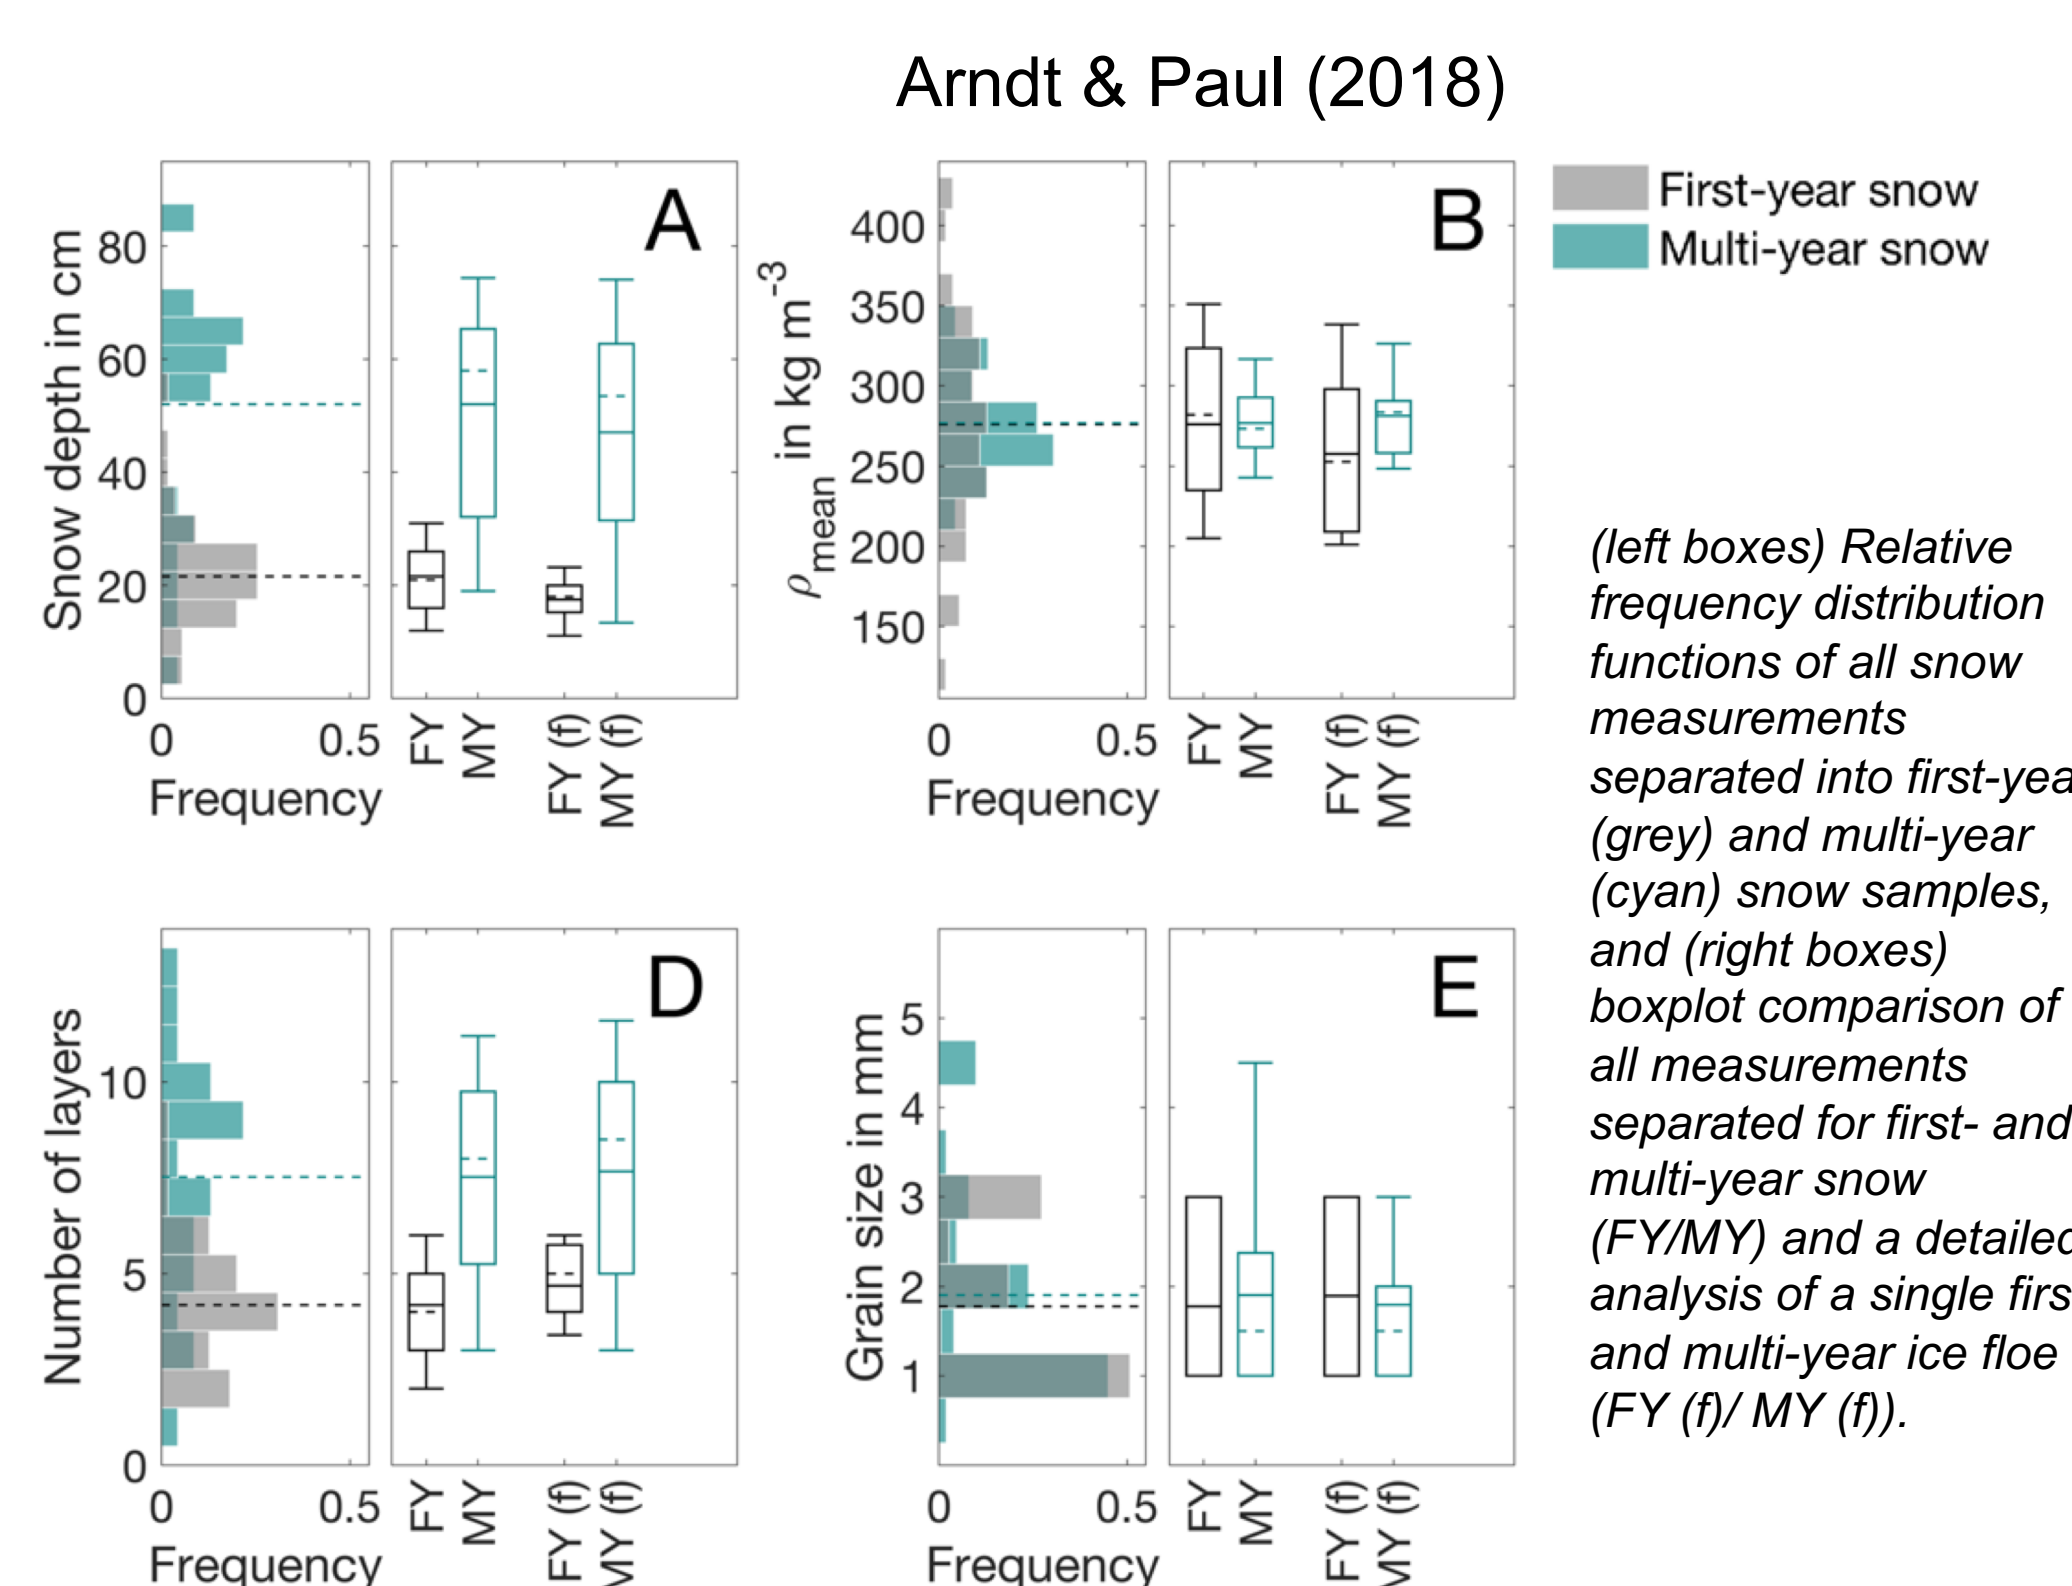 Arndt & Paul (2018)
First-year snow
Multi-year snow
A
Snow depth in cm
80
60
40
20
0
0
0.5
Frequency
FY
MY
FY (f)
MY (f)
B
ρmean in kg m-3
400
350
300
250
200
150
0
0.5
Frequency
FY
MY
FY (f)
MY (f)
D
Number of layers
10
5
0
0
0.5
Frequency
FY
MY
FY (f)
MY (f)
E
Grain size in mm
5
4
3
2
1
0
0.5
Frequency
FY
MY
FY (f)
MY (f)
(left boxes) Relative
frequency distribution
functions of all snow
measurements
separated into first-yea
(grey) and multi-year
(cyan) snow samples,
and (right boxes)
boxplot comparison of
all measurements
separated for first- and
multi-year snow
(FY/MY) and a detailed
analysis of a single firs
and multi-year ice floe
(FY (f)/ MY (f)).